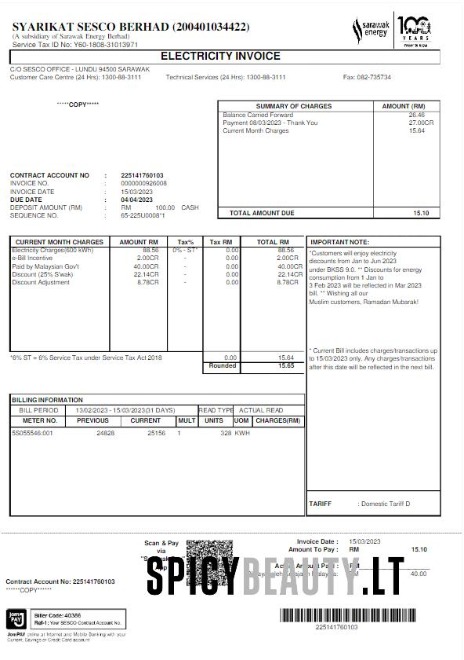 SYARIKAT SESCO BERHAD (200401034422)
(A subsidiary of Sarawak Energy Berhad)
Service Tax ID No: Y60-1808-31013971
sarawak energy
100 YEARS
ELECTRICITY INVOICE
C/O SESCO OFFICE - LUNDU 94500 SARAWAK
Customer Care Centre (24 Hrs): 1300-88-3111 Technical Services (24 Hrs): 1300-88-3111 Fax: 082-735734
*****COPY*****
SUMMARY OF CHARGES AMOUNT (RM)
Balance Carried Forward 26.46
Payment 08/03/2023 - Thank You 27.00CR
Current Month Charges 15.64
CONTRACT ACCOUNT NO : 225141760103
INVOICE NO. : 0000000926008
INVOICE DATE : 15/03/2023
DUE DATE : 04/04/2023
DEPOSIT AMOUNT (RM) : RM 100.00 CASH
SEQUENCE NO. : 65-225U0008*1
TOTAL AMOUNT DUE 15.10
CURRENT MONTH CHARGES AMOUNT RM Tax% Tax RM TOTAL RM
Electricity Charges(600 kWh) 88.56 0% - ST* 0.00 88.56
e-Bill Incentive 2.00CR - 0.00 2.00CR
Paid by Malaysian Gov't 40.00CR - 0.00 40.00CR
Discount (25% S'wak) 22.14CR - 0.00 22.14CR
Discount Adjustment 8.78CR - 0.00 8.78CR
*6% ST = 6% Service Tax under Service Tax Act 2018 0.00 15.64
Rounded 15.65
IMPORTANT NOTE:
*Customers will enjoy electricity
discounts from Jan to Jun 2023
under BKSS 9.0. ** Discounts for energy
consumption from 1 Jan to
3 Feb 2023 will be reflected in Mar 2023
bill. ** Wishing all our
Muslim customers, Ramadan Mubarak!
* Current Bill includes charges/transactions up
to 15/03/2023 only. Any charges/transactions
after this date will be reflected in the next bill.
BILLING INFORMATION
BILL PERIOD 13/02/2023 - 15/03/2023(31 DAYS) READ TYPE ACTUAL READ
METER NO. PREVIOUS CURRENT MULT UNITS UOM CHARGES(RM)
5S055546:001 24828 25156 1 328 KWH
TARIFF : Domestic Tariff D
Scan & Pay
via
Invoice Date : 15/03/2023
Amount To Pay : RM 15.10
RM 40.00
SPICYBEAUTY.LT
Contract Account No: 225141760103
*****COPY*****
JomPAY
Biller Code: 40386
Ref-1: Your SESCO Contract Account No.
JomPAY online at Internet and Mobile Banking with your
Current, Savings or Credit Card account
225141760103